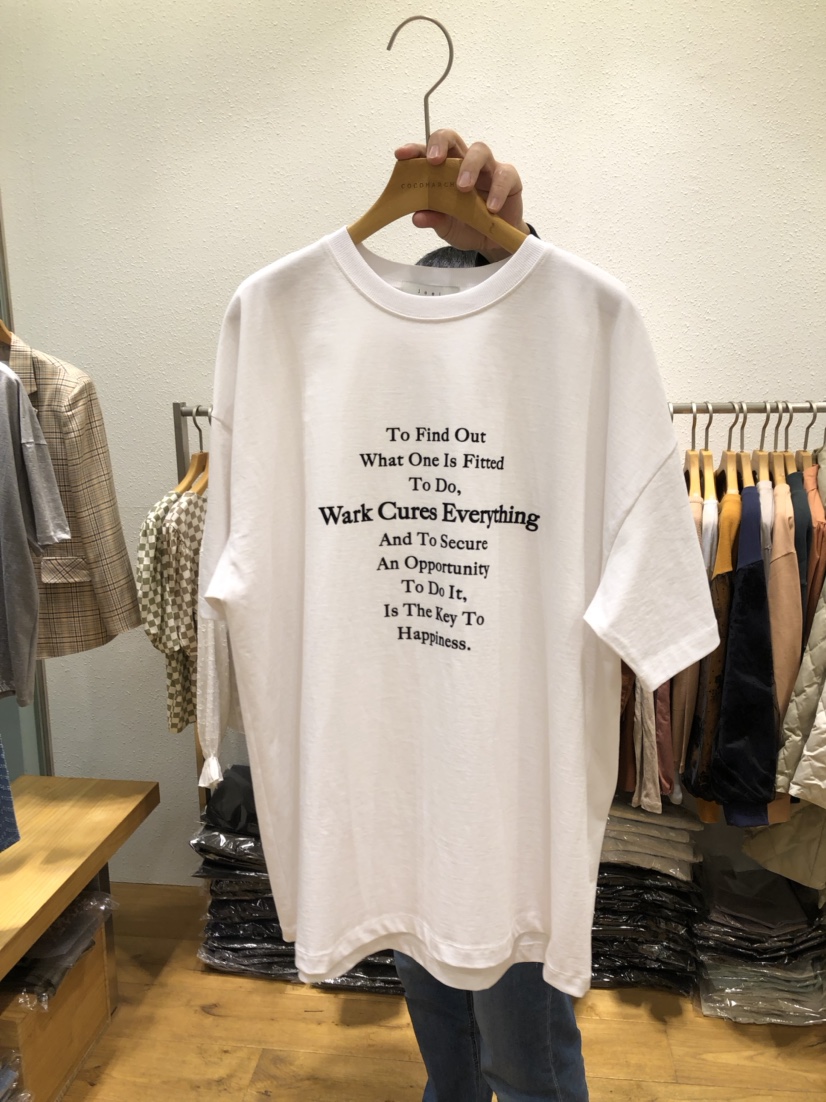 To Find Out
What One Is Fitted
To Do,
Wark Cures Everything
And To Secure
An Opportunity
To Do It,
Is The Key To
Happiness.